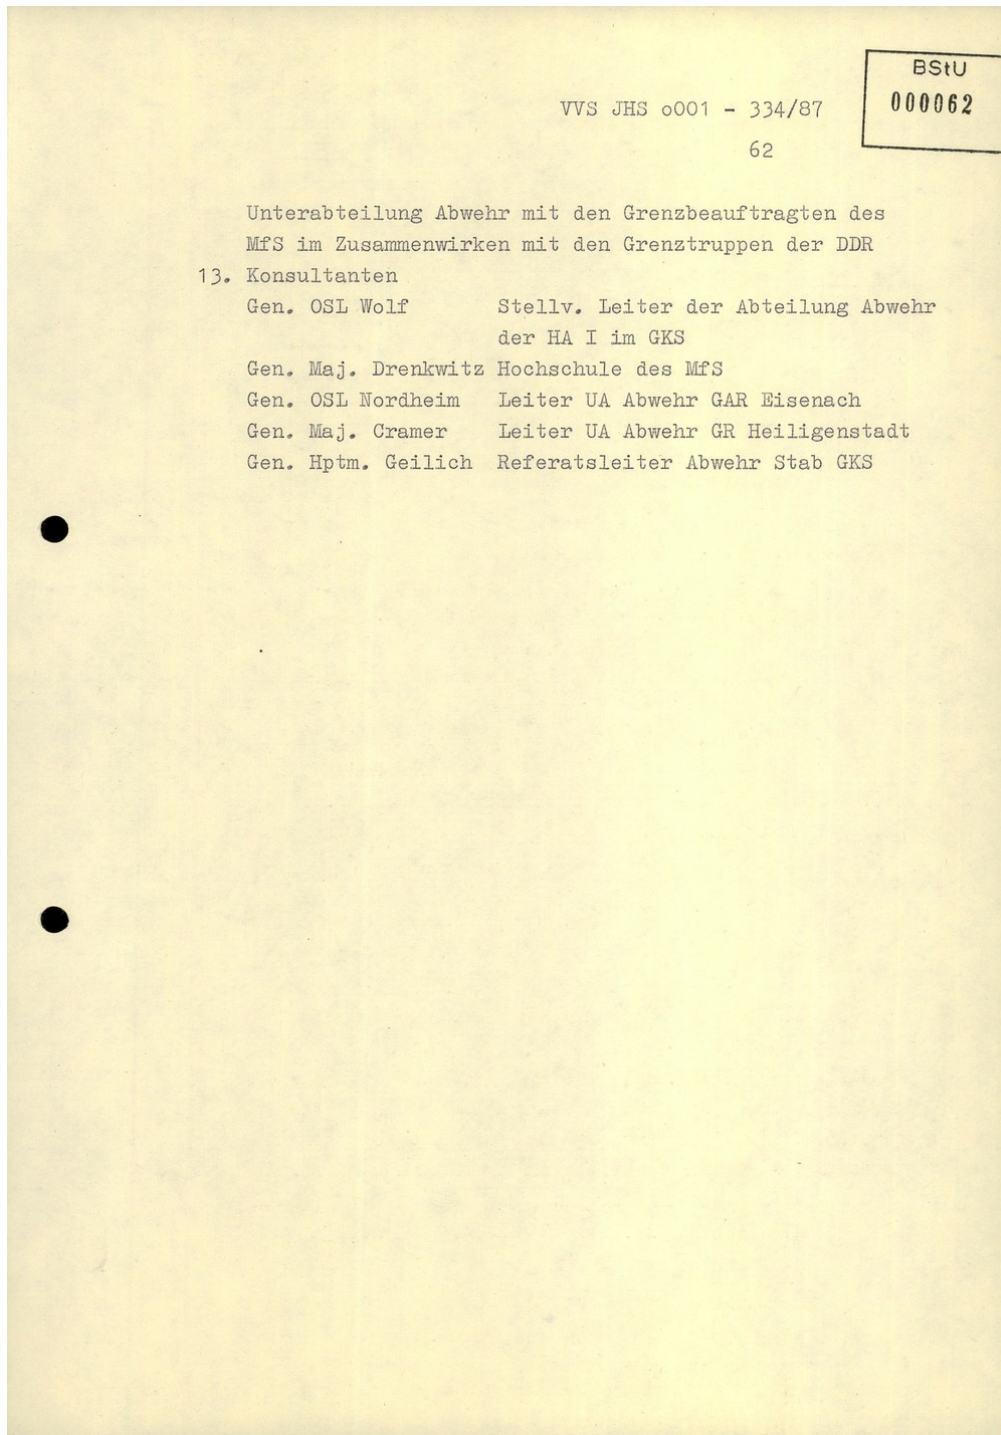 BStU
000062
VVS JHS o001 - 334/87
62
Unterabteilung Abwehr mit den Grenzbeauftragten des
MfS im Zusammenwirken mit den Grenztruppen der DDR
13. Konsultanten
Gen. OSL Wolf Stellv. Leiter der Abteilung Abwehr
der HA I im GKS
Gen. Maj. Drenkwitz Hochschule des MfS
Gen. OSL Nordheim Leiter UA Abwehr GAR Eisenach
Gen. Maj. Cramer Leiter UA Abwehr GR Heiligenstadt
Gen. Hptm. Geilich Referatsleiter Abwehr Stab GKS